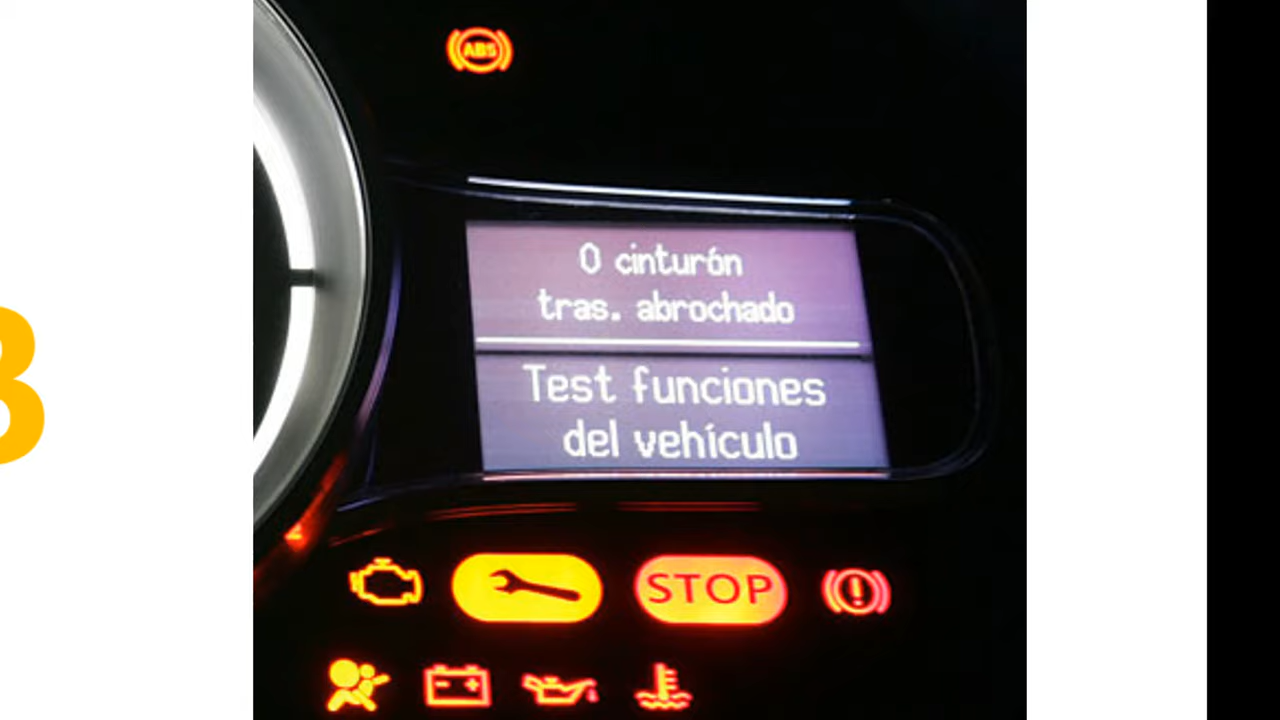 ABS
0 cinturón
tras. abrochado
Test funciones
del vehículo
STOP